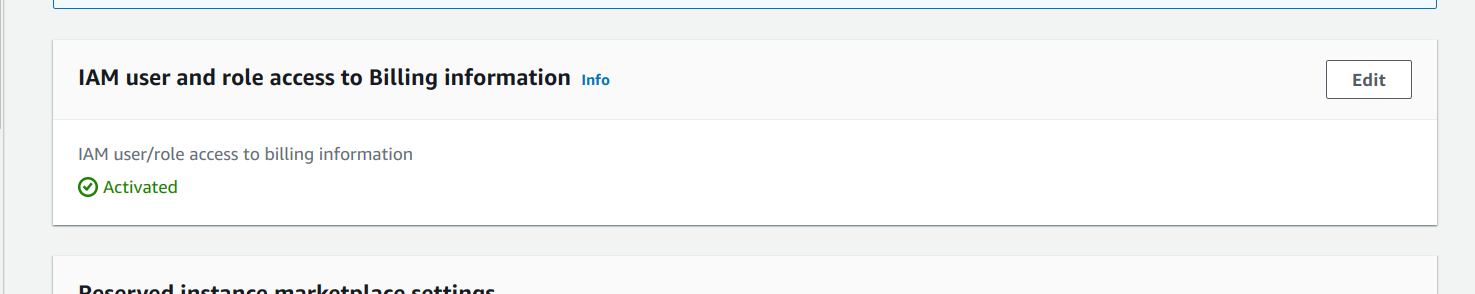 IAM user and role access to Billing information Info
Edit
IAM user/role access to billing information
Activated
Reserved instance marketplace settings